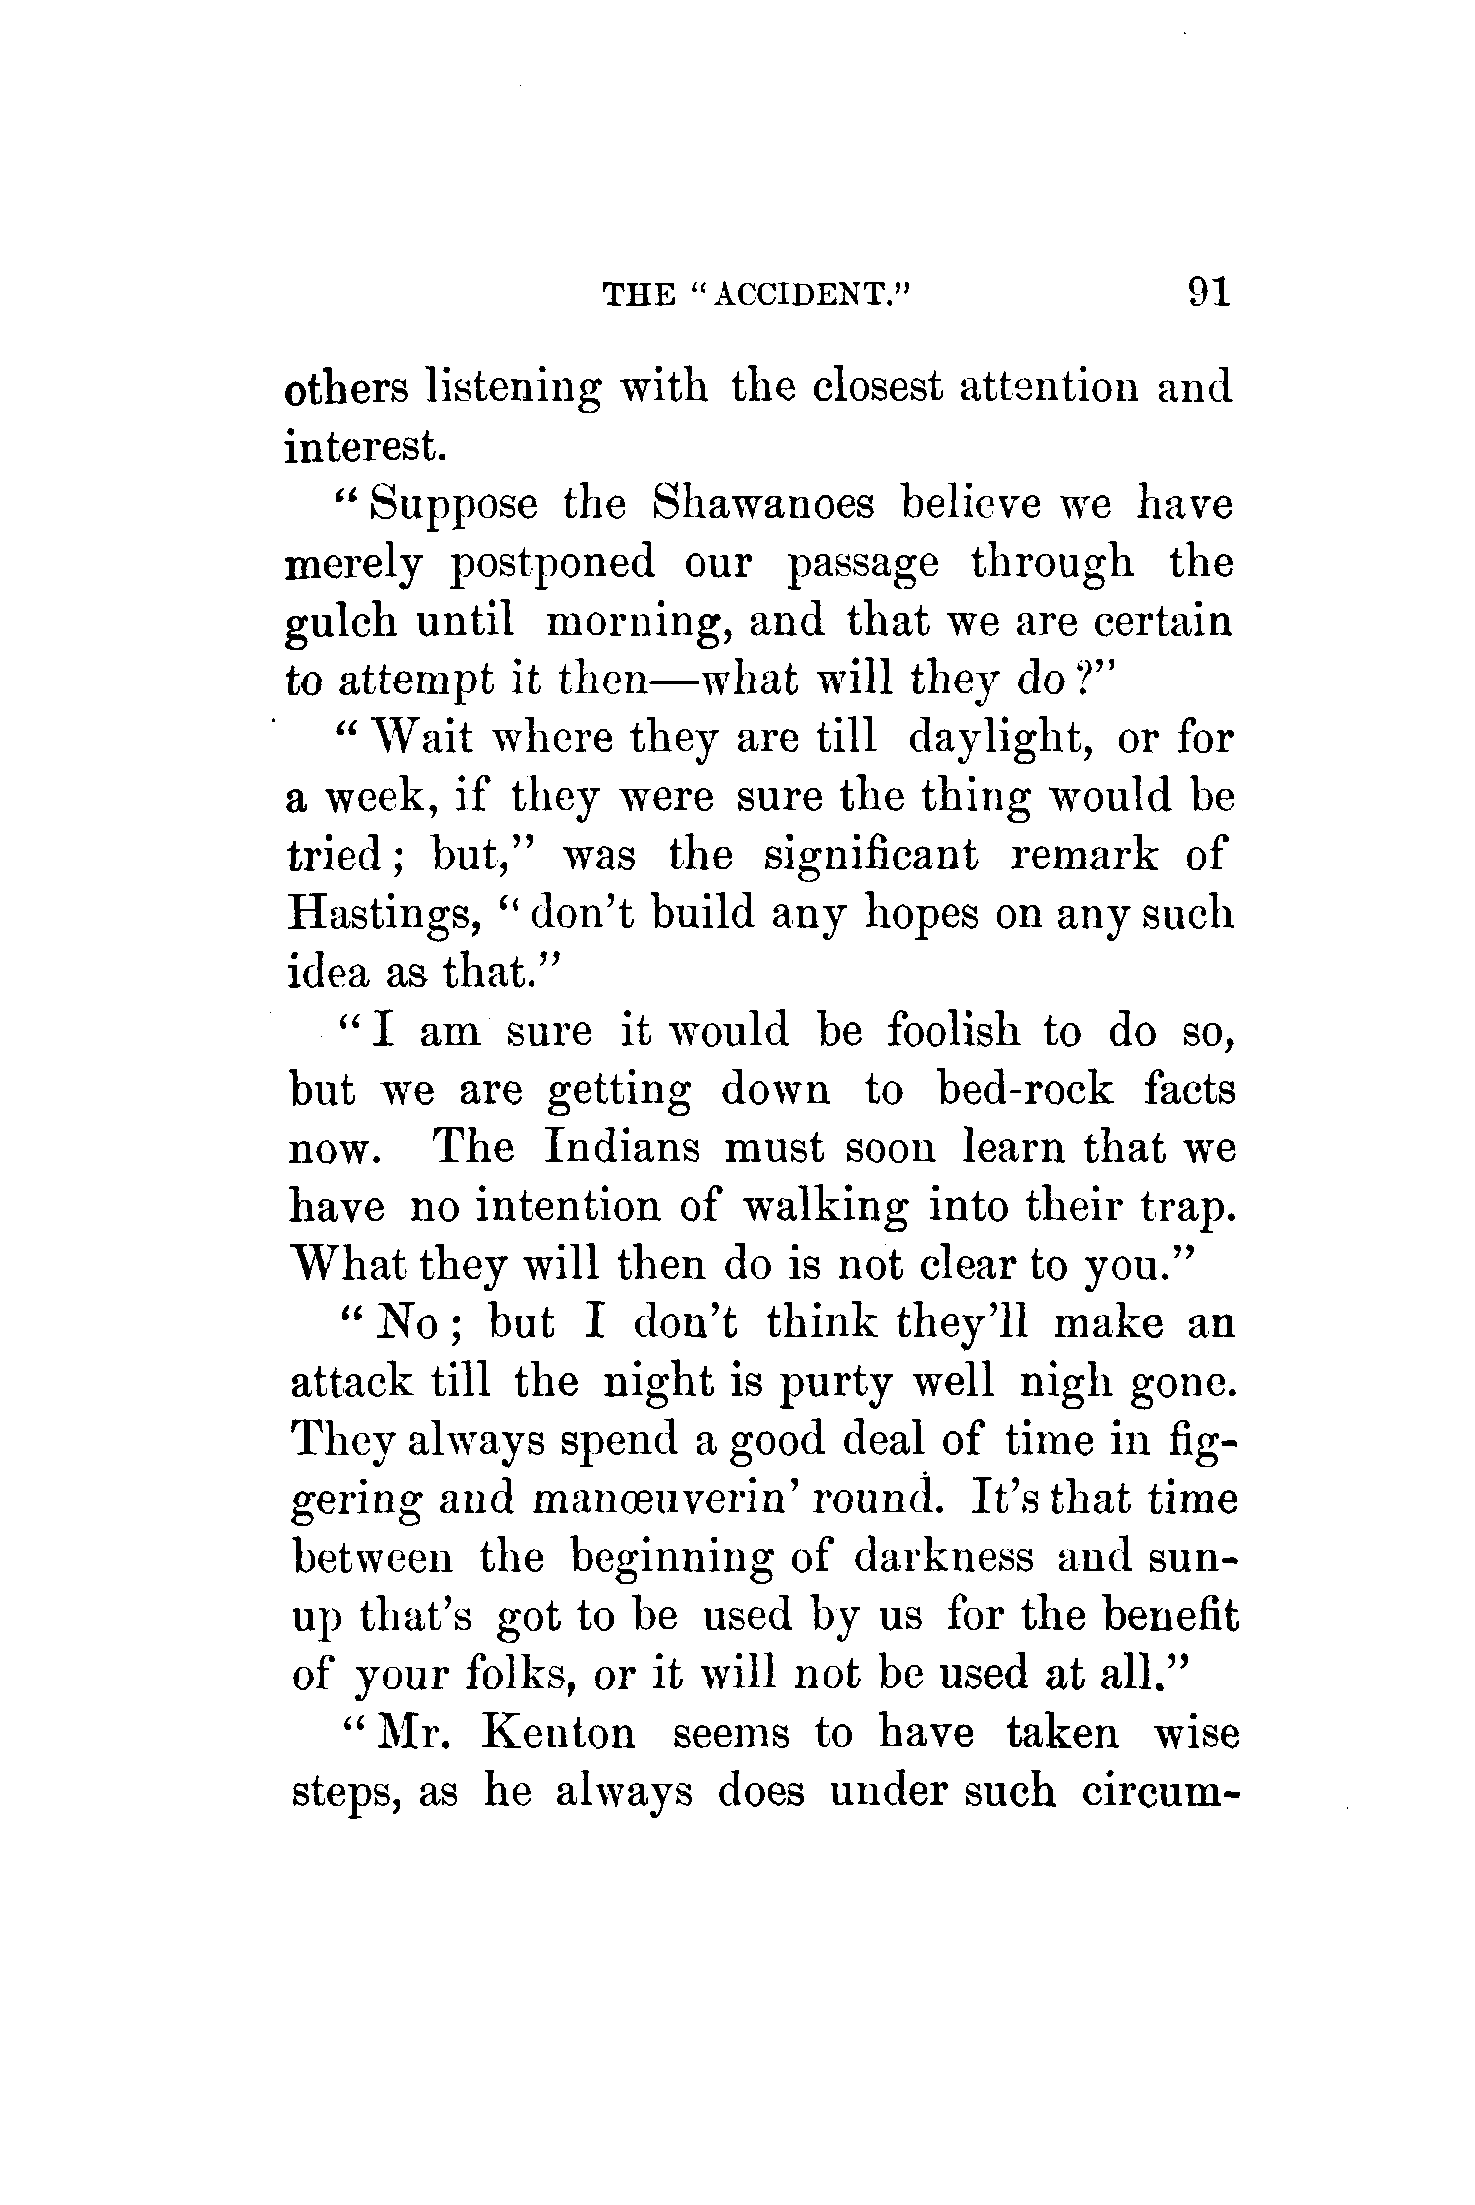 THE "ACCIDENT." 91
others listening with the closest attention and
interest.
"Suppose the Shawanoes believe we have
merely postponed our passage through the
gulch until morning, and that we are certain
to attempt it then—what will they do?"
"Wait where they are till daylight, or for
a week, if they were sure the thing would be
tried; but," was the significant remark of
Hastings, "don't build any hopes on any such
idea as that."
"I am sure it would be foolish to do so,
but we are getting down to bed-rock facts
now. The Indians must soon learn that we
have no intention of walking into their trap.
What they will then do is not clear to you."
"No; but I don't think they'll make an
attack till the night is purty well nigh gone.
They always spend a good deal of time in fig-
gering and manœuverin' round. It's that time
between the beginning of darkness and sun-
up that's got to be used by us for the benefit
of your folks, or it will not be used at all."
"Mr. Kenton seems to have taken wise
steps, as he always does under such circum-